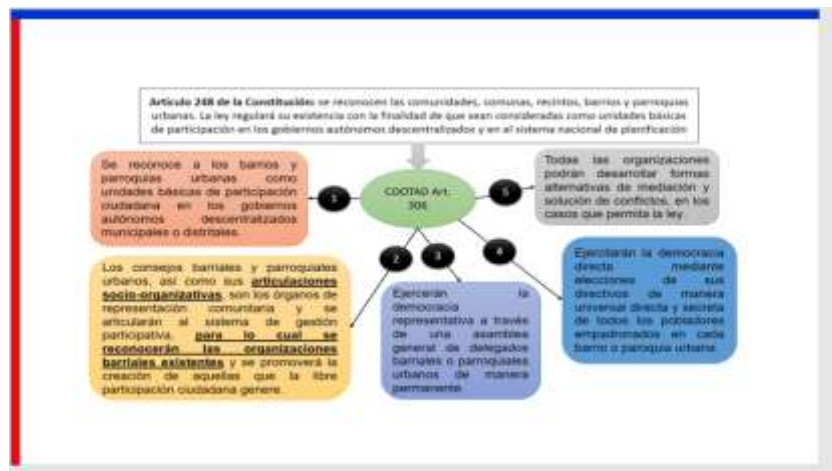 Artículo 248 de la Constitución: se reconocen las comunidades, comunas, recintos, barrios y parroquias
urbanas. La ley regulará su existencia con la finalidad de que sean consideradas como unidades básicas
de participación en los gobiernos autónomos descentralizados y en el sistema nacional de planificación
COOTAD Art.
306
1
Se reconoce a los barrios y
parroquias urbanas como
unidades básicas de participación
ciudadana en los gobiernos
autónomos descentralizados
municipales o distritales.
2
Los consejos barriales y parroquiales
urbanos, así como sus articulaciones
socio-organizativas, son los órganos de
representación comunitaria y se
articularán al sistema de gestión
participativa, para lo cual se
reconocerán las organizaciones
barriales existentes y se promoverá la
creación de aquellas que la libre
participación ciudadana genere.
3
Ejercerán la
democracia
representativa a través
de una asamblea
general de delegados
barriales o parroquiales
urbanos de manera
permanente
4
Ejercitarán la democracia
directa mediante
elecciones de sus
directivos de manera
universal directa y secreta
de todos los pobladores
empadronados en cada
barrio o paroquia urbana.
5
Todas las organizaciones
podrán desarrollar formas
alternativas de mediación y
solución de conflictos, en los
casos que permita la ley.